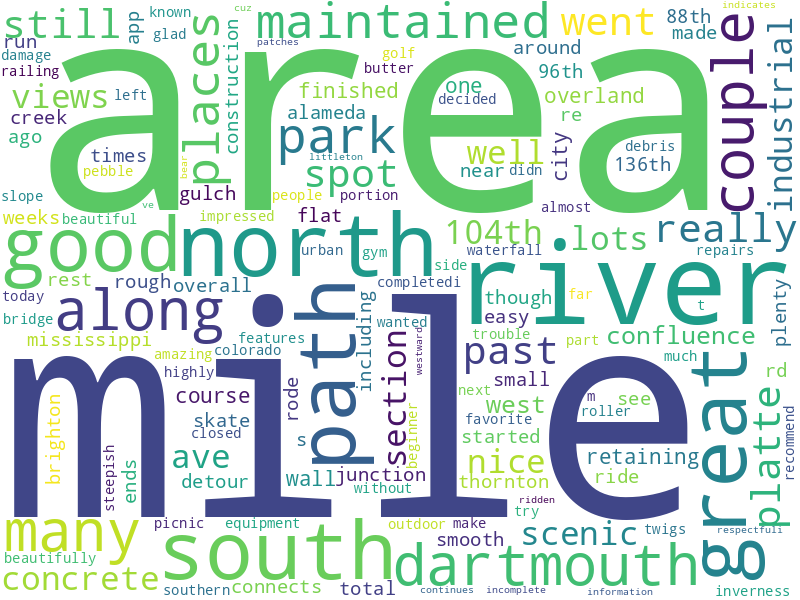 cuz
known
app
glad
still
maintained
patches
went
88th
made
indicates
run
damage
railing
places
construction
golf
butter
around
96th
couple
industrial
area
views
left
finished
one
decided
overland
re
creek
ago
alameda
park
times
pebble
bear
littleton
spot
well
near
didn
city
debris
136th
slope
gulch
people
portion
almost
weeks
beautiful
ve
impressed
flat
good
north
104th
lots
really
urban
gym
waterfall
repairs
rest
rough
overall
side
river
today
along
completedi
though
t
far
plenty
bridge
features
including
wanted
easy
mississippi
colorado
amazing
highly
path
section
westward
past
trouble
part
confluence
much
rd
small
mile
course
rode
next
west
m
roller
see
great
platte
recommend
brighton
skate
closed
s
beginner
favorite
started
steepish
ends
ave
detour
wall
junction
without
nice
thornton
retaining
ride
ridden
try
many
picnic
equipment
outdoor
make
smooth
scenic
twigs
respectfuli
beautifully
south
dartmouth
concrete
southern
connects
total
continues
incomplete
information
inverness